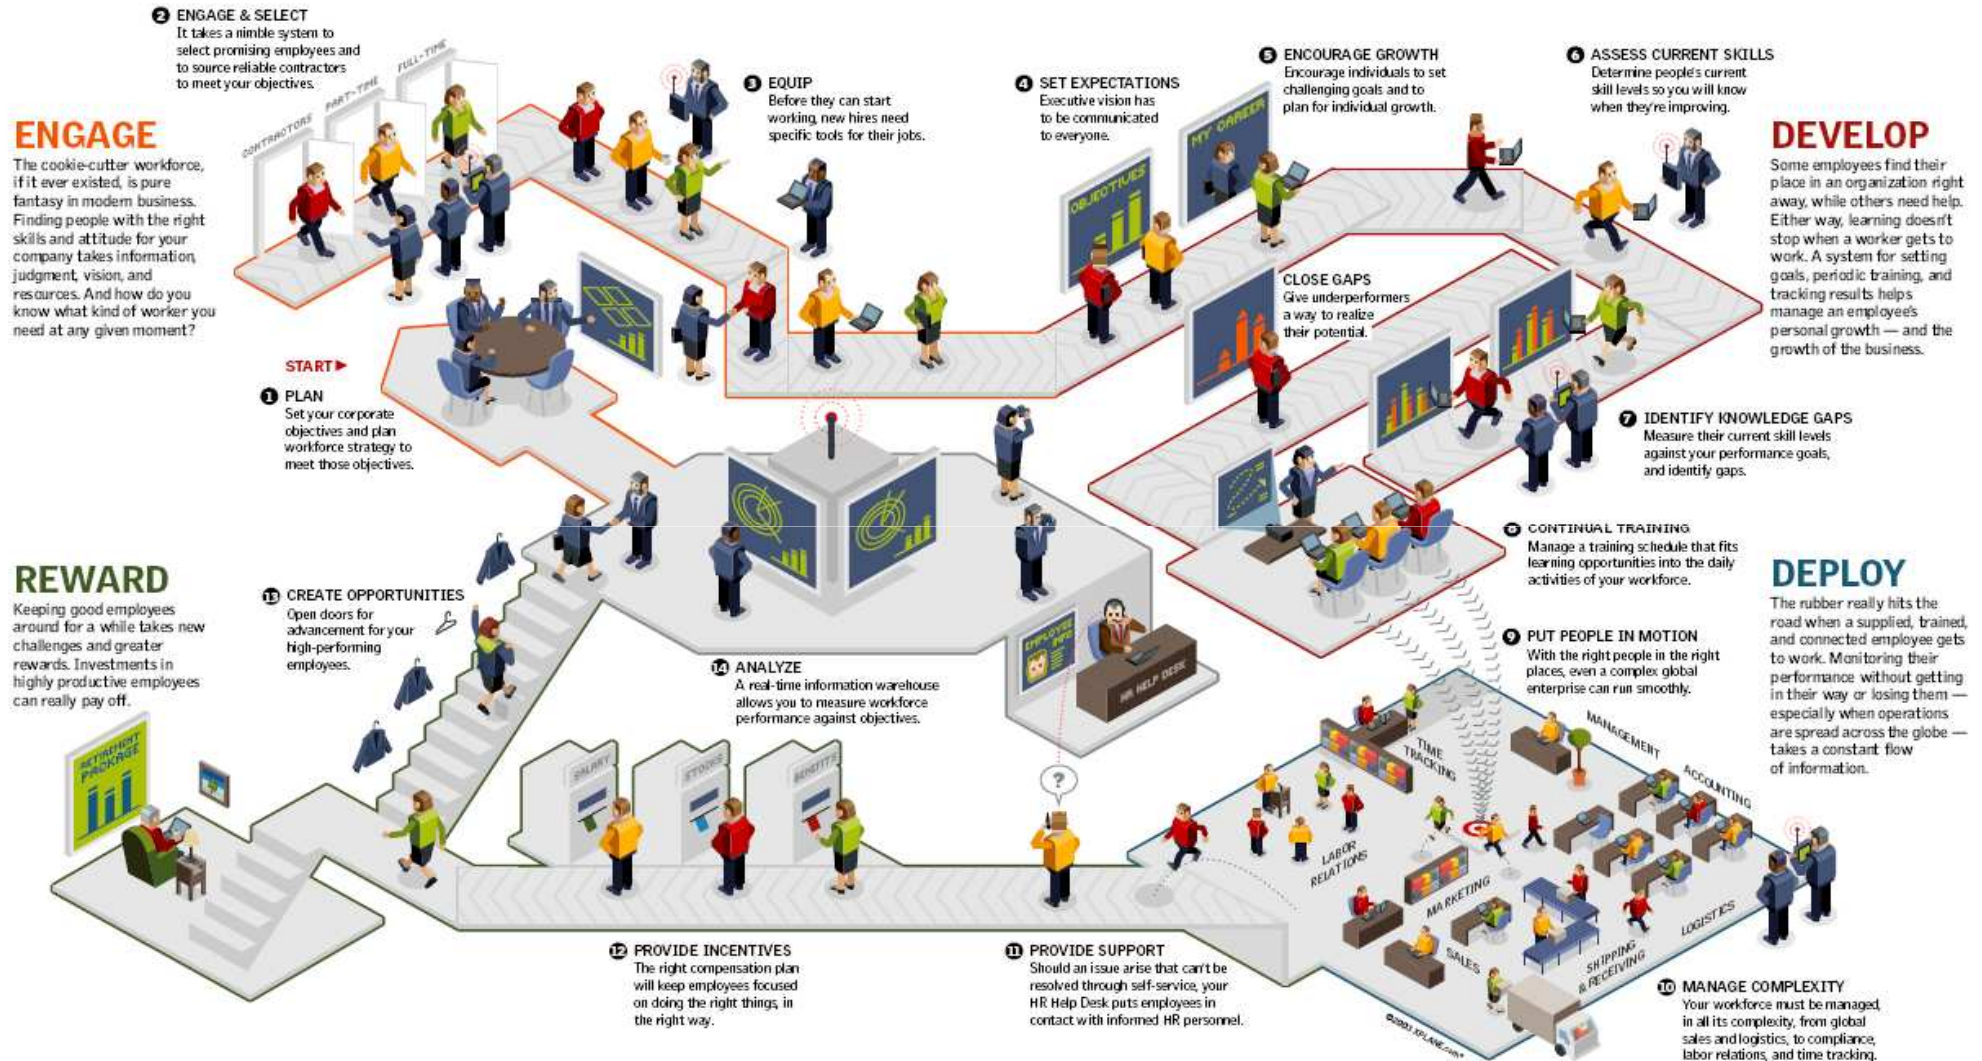 ENGAGE
The cookie-cutter workforce,
if it ever existed, is pure
fantasy in modern business.
Finding people with the right
skills and attitude for your
company takes information,
judgment, vision, and
resources. And how do you
know what kind of worker you
need at any given moment?
START
1 PLAN
Set your corporate
objectives and plan
workforce strategy to
meet those objectives.
2 ENGAGE & SELECT
It takes a nimble system to
select promising employees and
to source reliable contractors
to meet your objectives.
CONTRACTORS
PART-TIME
FULL-TIME
3 EQUIP
Before they can start
working, new hires need
specific tools for their jobs.
4 SET EXPECTATIONS
Executive vision has
to be communicated
to everyone.
OBJECTIVES
MY CAREER
5 ENCOURAGE GROWTH
Encourage individuals to set
challenging goals and to
plan for individual growth.
6 ASSESS CURRENT SKILLS
Determine people's current
skill levels so you will know
when they're improving.
DEVELOP
Some employees find their
place in an organization right
away, while others need help.
Either way, learning doesn't
stop when a worker gets to
work. A system for setting
goals, periodic training, and
tracking results helps
manage an employee's
personal growth — and the
growth of the business.
CLOSE GAPS
Give underperformers
a way to realize
their potential.
7 IDENTIFY KNOWLEDGE GAPS
Measure their current skill levels
against your performance goals,
and identify gaps.
8 CONTINUAL TRAINING
Manage a training schedule that fits
learning opportunities into the daily
activities of your workforce.
DEPLOY
The rubber really hits the
road when a supplied, trained,
and connected employee gets
to work. Monitoring their
performance without getting
in their way or losing them —
especially when operations
are spread across the globe —
takes a constant flow
of information.
9 PUT PEOPLE IN MOTION
With the right people in the right
places, even a complex global
enterprise can run smoothly.
TIME
TRACKING
MANAGEMENT
ACCOUNTING
LABOR
RELATIONS
MARKETING
SALES
SHIPPING
& RECEIVING
LOGISTICS
10 MANAGE COMPLEXITY
Your workforce must be managed,
in all its complexity, from global
sales and logistics, to compliance,
labor relations, and time tracking.
©2003 XPLANE.com®
11 PROVIDE SUPPORT
Should an issue arise that can't be
resolved through self-service, your
HR Help Desk puts employees in
contact with informed HR personnel.
?
EMPLOYEE
INFO
HR HELP DESK
12 PROVIDE INCENTIVES
The right compensation plan
will keep employees focused
on doing the right things, in
the right way.
SALARY
STOCKS
BENEFITS
REWARD
Keeping good employees
around for a while takes new
challenges and greater
rewards. Investments in
highly productive employees
can really pay off.
RETIREMENT
PACKAGE
13 CREATE OPPORTUNITIES
Open doors for
advancement for your
high-performing
employees.
14 ANALYZE
A real-time information warehouse
allows you to measure workforce
performance against objectives.